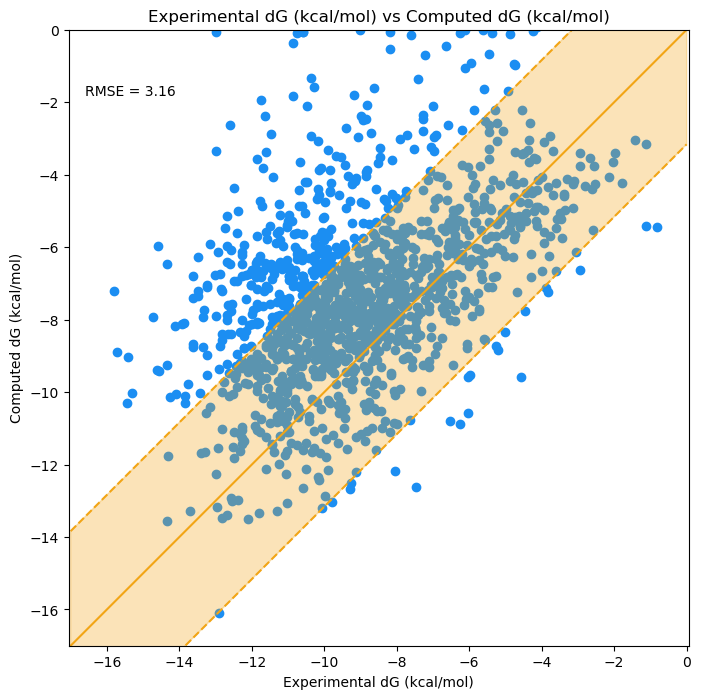 Experimental dG (kcal/mol) vs Computed dG (kcal/mol)
RMSE = 3.16
0
−2
−4
−6
−8
−10
−12
−14
−16
Computed dG (kcal/mol)
−16 −14 −12 −10 −8 −6 −4 −2 0
Experimental dG (kcal/mol)